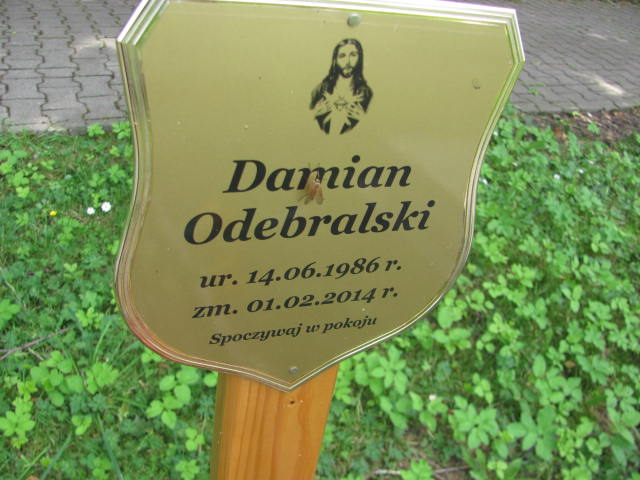 Damian
Odebralski
ur. 14.06.1986 r.
zm. 01.02.2014 r.
Spoczywaj w pokoju